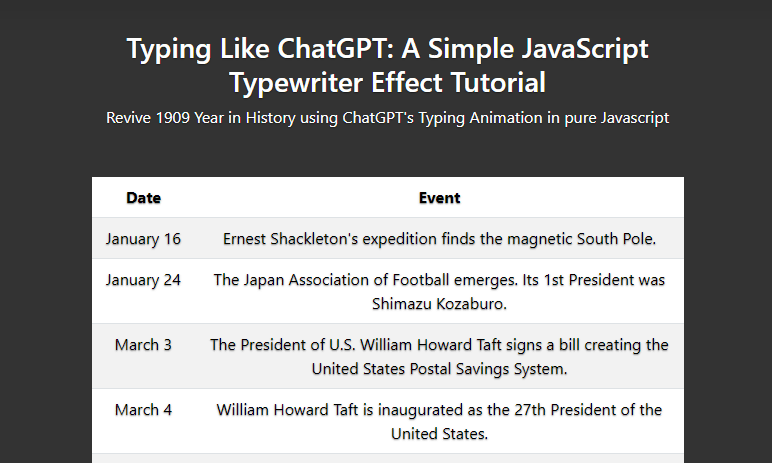 Typing Like ChatGPT: A Simple JavaScript
Typewriter Effect Tutorial
Revive 1909 Year in History using ChatGPT's Typing Animation in pure Javascript
Date Event
January 16 Ernest Shackleton's expedition finds the magnetic South Pole.
January 24 The Japan Association of Football emerges. Its 1st President was
Shimazu Kozaburo.
March 3 The President of U.S. William Howard Taft signs a bill creating the
United States Postal Savings System.
March 4 William Howard Taft is inaugurated as the 27th President of the
United States.